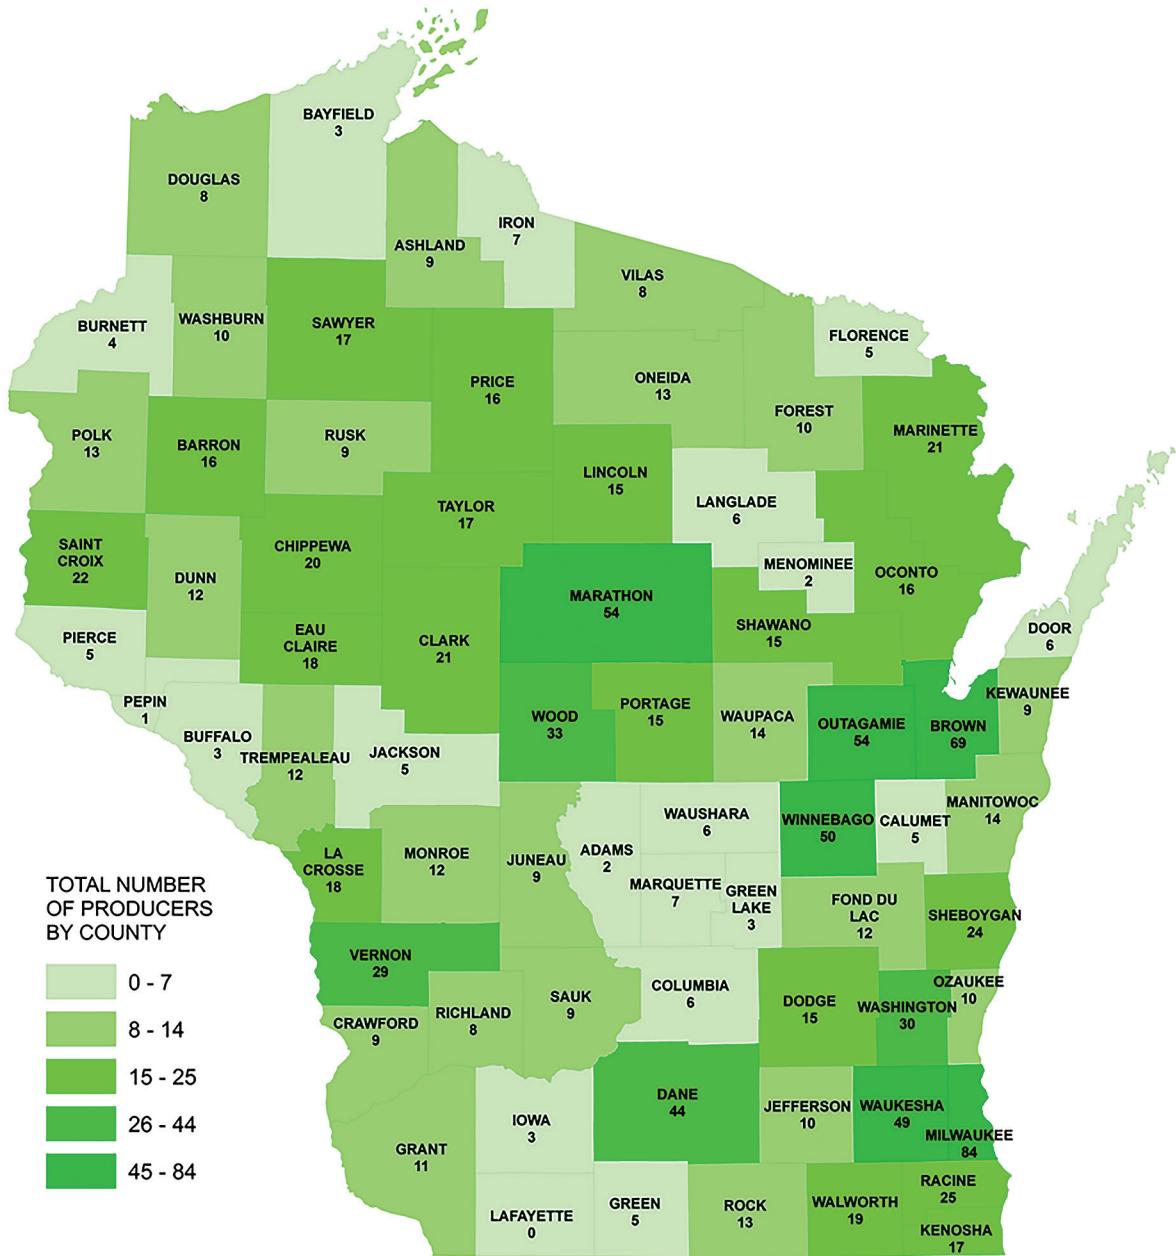 BAYFIELD
3
DOUGLAS
8
IRON
7
ASHLAND
9
VILAS
8
BURNETT
4
WASHBURN
10
SAWYER
17
FLORENCE
5
PRICE
16
ONEIDA
13
FOREST
10
MARINETTE
21
POLK
13
BARRON
16
RUSK
9
LINCOLN
15
LANGLADE
6
TAYLOR
17
SAINT
CROIX
22
DUNN
12
CHIPPEWA
20
MENOMINEE
2
OCONTO
16
MARATHON
54
SHAWANO
15
PIERCE
5
EAU
CLAIRE
18
CLARK
21
DOOR
6
PEPIN
1
BUFFALO
3
TREMPEALEAU
12
JACKSON
5
WOOD
33
PORTAGE
15
WAUPACA
14
OUTAGAMIE
54
BROWN
69
KEWAUNEE
9
LA
CROSSE
18
MONROE
12
JUNEAU
9
ADAMS
2
WAUSHARA
6
WINNEBAGO
50
CALUMET
5
MANITOWOC
14
MARQUETTE
7
GREEN
LAKE
3
FOND DU
LAC
12
SHEBOYGAN
24
VERNON
29
CRAWFORD
9
RICHLAND
8
SAUK
9
COLUMBIA
6
DODGE
15
WASHINGTON
30
OZAUKEE
10
GRANT
11
IOWA
3
DANE
44
JEFFERSON
10
WAUKESHA
49
MILWAUKEE
84
LAFAYETTE
0
GREEN
5
ROCK
13
WALWORTH
19
RACINE
25
KENOSHA
17
TOTAL NUMBER
OF PRODUCERS
BY COUNTY
0 - 7
8 - 14
15 - 25
26 - 44
45 - 84